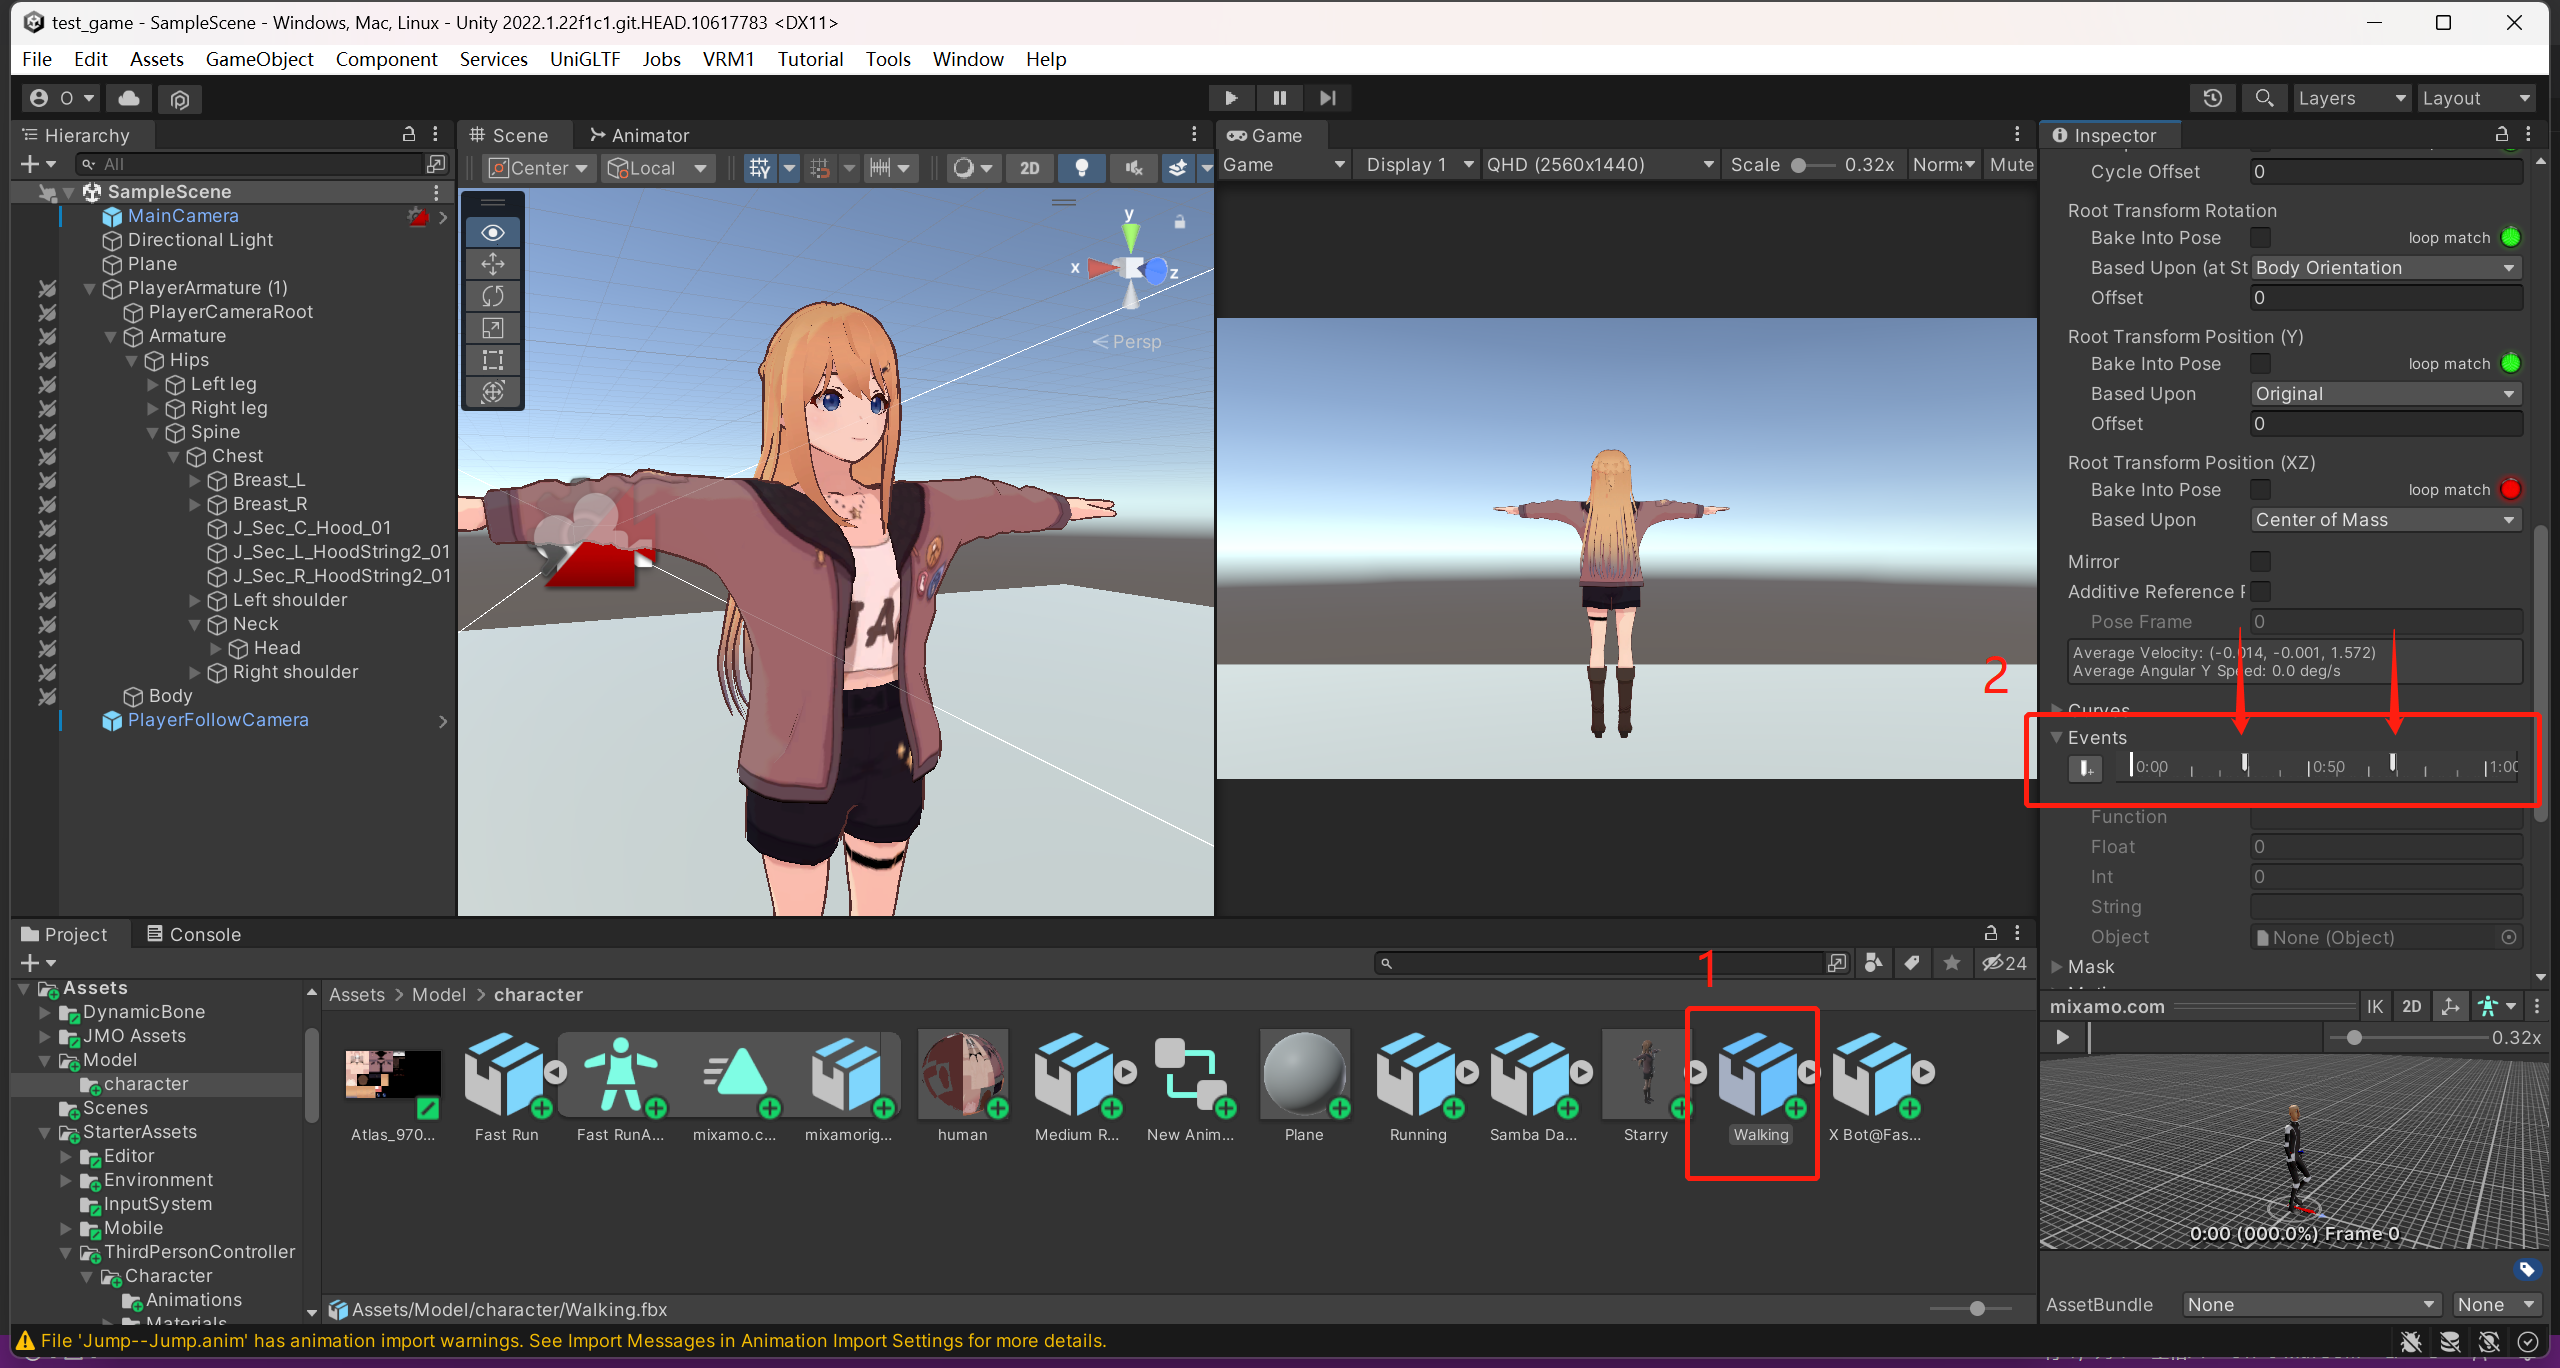 test_game - SampleScene - Windows, Mac, Linux - Unity 2022.1.22f1c1.git.HEAD.10617783 <DX11>
File Edit Assets GameObject Component Services UniGLTF Jobs VRM1 Tutorial Tools Window Help
O Layers Layout
Hierarchy
All
SampleScene
MainCamera
Directional Light
Plane
PlayerArmature (1)
PlayerCameraRoot
Armature
Hips
Left leg
Right leg
Spine
Chest
Breast_L
Breast_R
J_Sec_C_Hood_01
J_Sec_L_HoodString2_01
J_Sec_R_HoodString2_01
Left shoulder
Neck
Head
Right shoulder
Body
PlayerFollowCamera
Scene Animator
Center Local 2D
y
x
z
Persp
Game
Game Display 1 QHD (2560x1440) Scale 0.32x Norm Mute
2
Inspector
Cycle Offset 0
Root Transform Rotation
Bake Into Pose loop match
Based Upon (at St Body Orientation
Offset 0
Root Transform Position (Y)
Bake Into Pose loop match
Based Upon Original
Offset 0
Root Transform Position (XZ)
Bake Into Pose loop match
Based Upon Center of Mass
Mirror
Additive Reference
Pose Frame 0
Average Velocity: (-0.014, -0.001, 1.572)
Average Angular Y Speed: 0.0 deg/s
Curves
Events
0:00 0:50 1:00
Function
Float 0
Int 0
String
Object None (Object)
Mask
mixamo.com IK 2D
0.32x
0:00 (000.0%) Frame 0
AssetBundle None None
Project Console
24
1
Assets
DynamicBone
JMO Assets
Model
character
Scenes
StarterAssets
Editor
Environment
InputSystem
Mobile
ThirdPersonController
Character
Animations
Materials
Assets > Model > character
Atlas_970... Fast Run Fast RunA... mixamo.c... mixamorig... human Medium R... New Anim... Plane Running Samba Da... Starry Walking X Bot@Fas...
Assets/Model/character/Walking.fbx
File 'Jump--Jump.anim' has animation import warnings. See Import Messages in Animation Import Settings for more details.